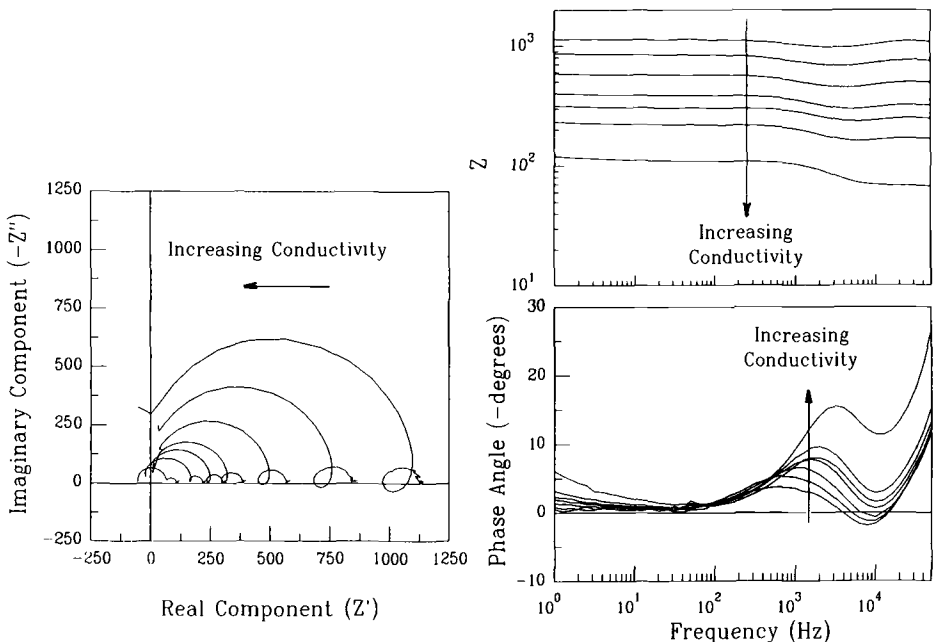 Imaginary Component (-Z")
1250
1000
750
500
250
0
-250
-250 0 250 500 750 1000 1250
Increasing Conductivity
Real Component (Z')
Z
10³
10²
10¹
Increasing
Conductivity
Phase Angle (-degrees)
30
20
10
0
-10
Increasing
Conductivity
10⁰ 10¹ 10² 10³ 10⁴
Frequency (Hz)